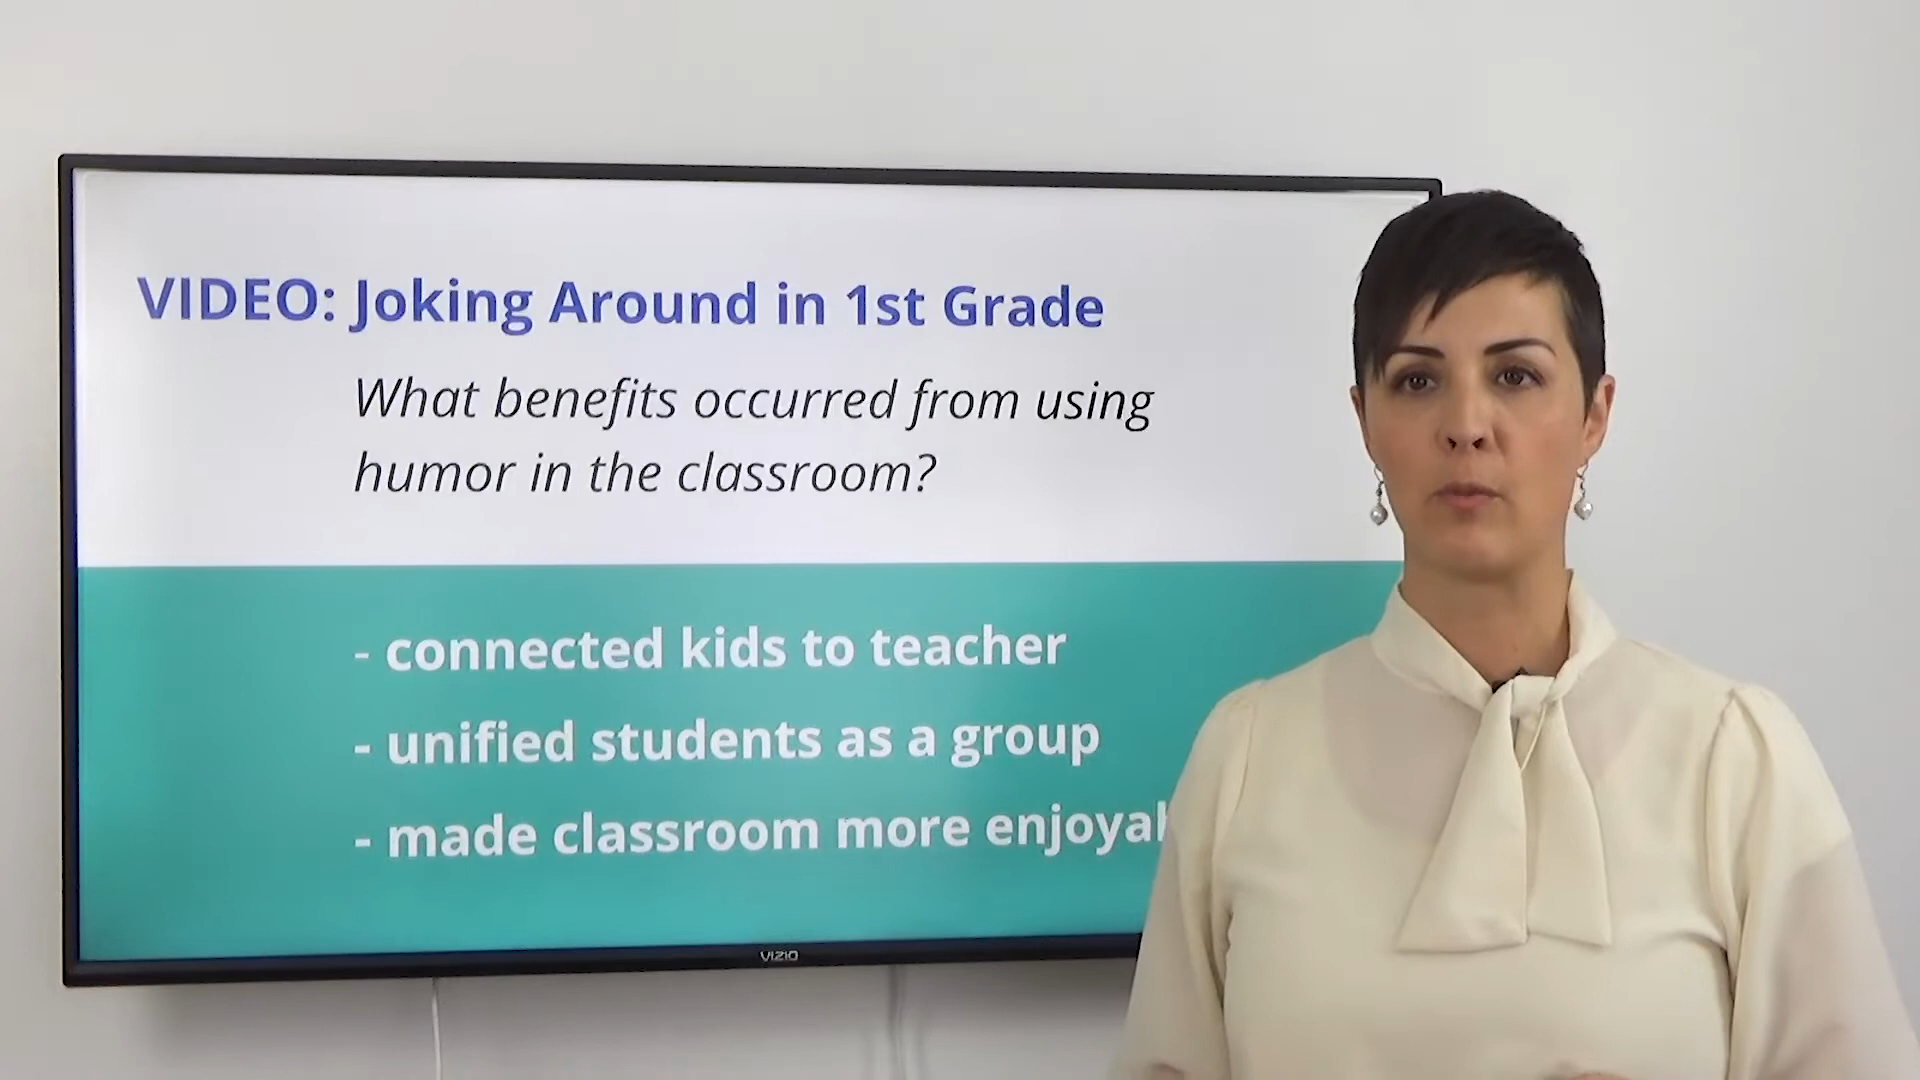 VIDEO: Joking Around in 1st Grade
What benefits occurred from using
humor in the classroom?
- connected kids to teacher
- unified students as a group
- made classroom more
VIZIO